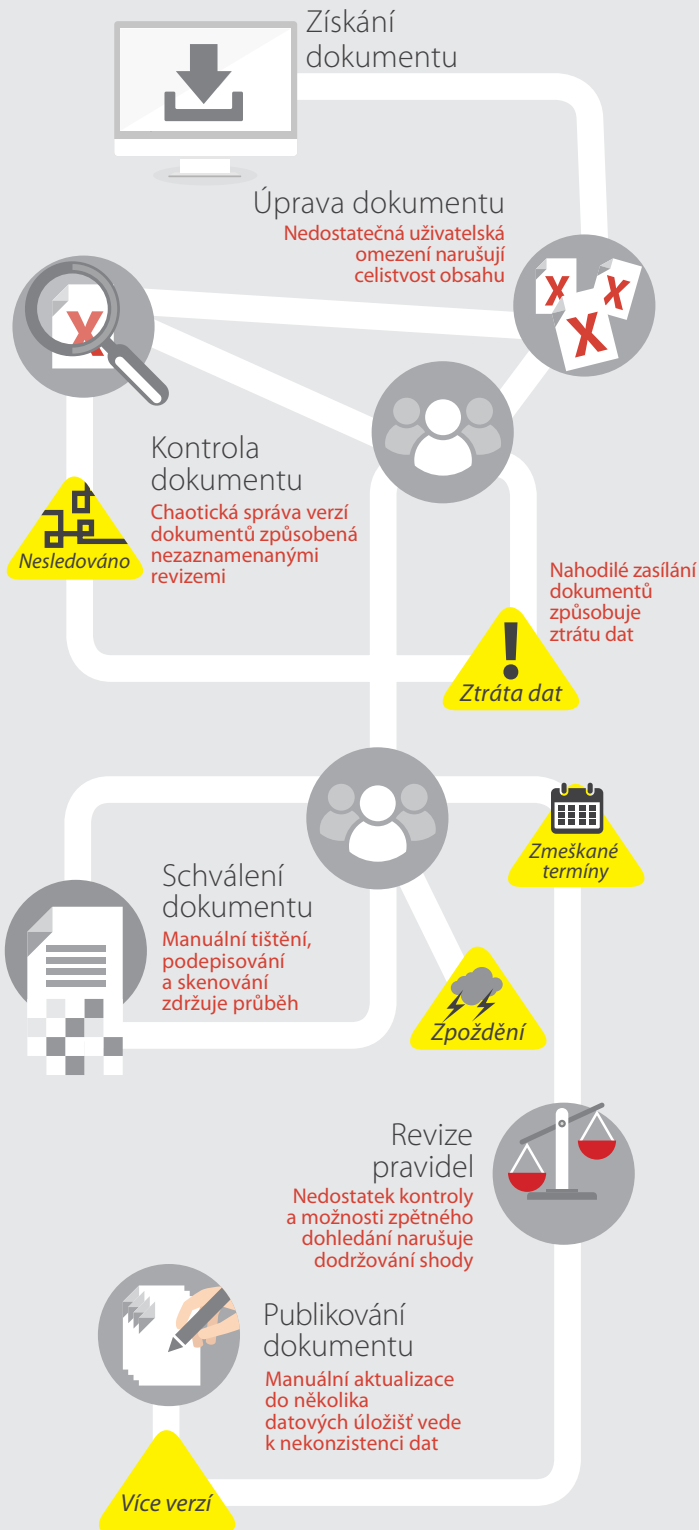 Získání
dokumentu
Úprava dokumentu
Nedostatečná uživatelská
omezení narušují
celistvost obsahu
X
X
X
X
Kontrola
dokumentu
Chaotická správa verzí
dokumentů způsobená
nezaznamenanými
revizemi
Nesledováno
Nahodilé zasílání
dokumentů
způsobuje
ztrátu dat
!
Ztráta dat
Zmeškané
termíny
Schválení
dokumentu
Manuální tištění,
podepisování
a skenování
zdržuje průběh
Zpoždění
Revize
pravidel
Nedostatek kontroly
a možnosti zpětného
dohledání narušuje
dodržování shody
Publikování
dokumentu
Manuální aktualizace
do několika
datových úložišť vede
k nekonzistenci dat
Více verzí